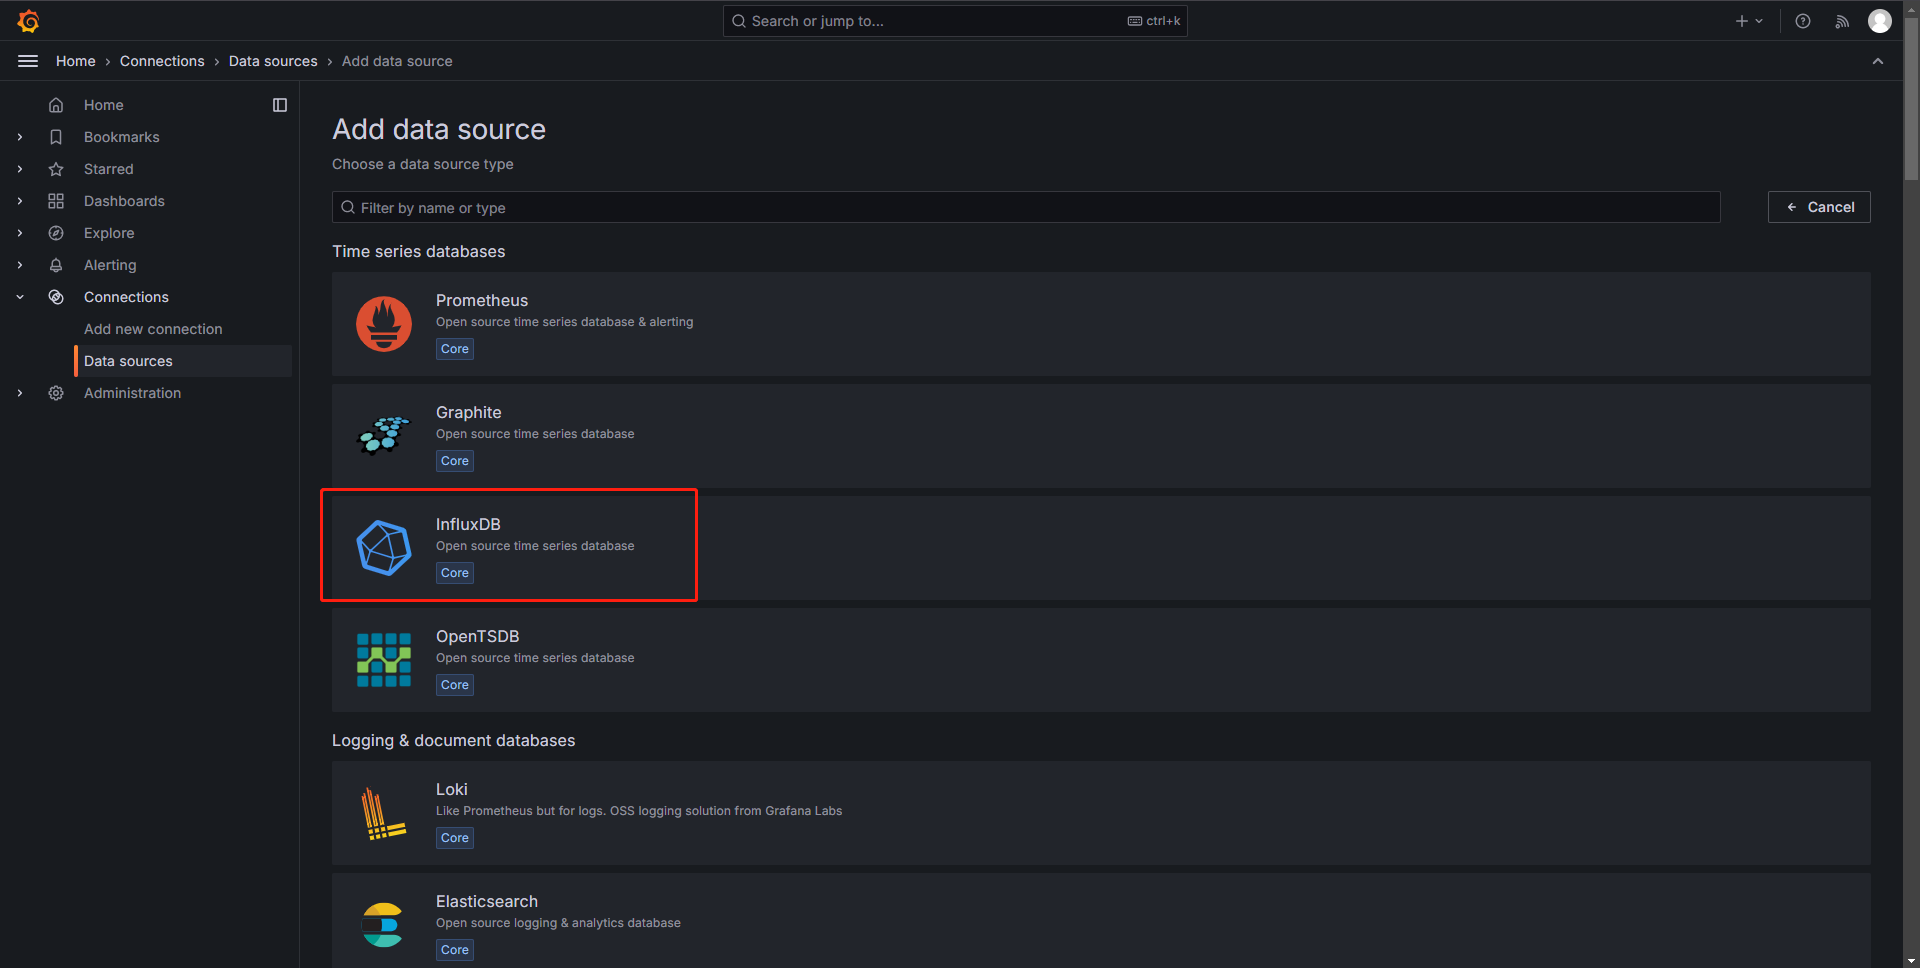 Search or jump to...
ctrl+k
Home › Connections › Data sources › Add data source
Home
Bookmarks
Starred
Dashboards
Explore
Alerting
Connections
Add new connection
Data sources
Administration
Add data source
Choose a data source type
Filter by name or type
Cancel
Time series databases
Prometheus
Open source time series database & alerting
Core
Graphite
Open source time series database
Core
InfluxDB
Open source time series database
Core
OpenTSDB
Open source time series database
Core
Logging & document databases
Loki
Like Prometheus but for logs. OSS logging solution from Grafana Labs
Core
Elasticsearch
Open source logging & analytics database
Core